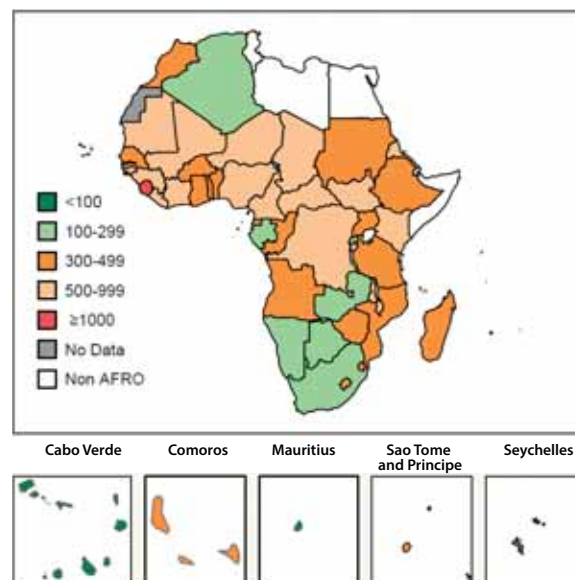 <100
100-299
300-499
500-999
≥1000
No Data
Non AFRO
Cabo Verde
Comoros
Mauritius
Sao Tome
and Principe
Seychelles